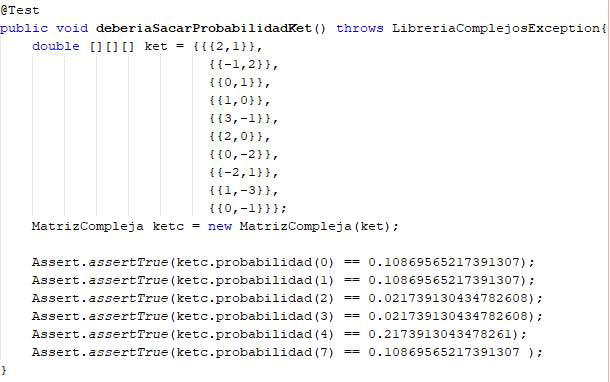 @Test
public void deberiaSacarProbabilidadKet() throws LibreriaComplejosException{
    double [][][] ket = {{{2,1}},
                        {{-1,2}},
                        {{0,1}},
                        {{1,0}},
                        {{3,-1}},
                        {{2,0}},
                        {{0,-2}},
                        {{-2,1}},
                        {{1,-3}},
                        {{0,-1}}};
    MatrizCompleja ketc = new MatrizCompleja(ket);

    Assert.assertTrue(ketc.probabilidad(0) == 0.10869565217391307);
    Assert.assertTrue(ketc.probabilidad(1) == 0.10869565217391307);
    Assert.assertTrue(ketc.probabilidad(2) == 0.021739130434782608);
    Assert.assertTrue(ketc.probabilidad(3) == 0.021739130434782608);
    Assert.assertTrue(ketc.probabilidad(4) == 0.2173913043478261);
    Assert.assertTrue(ketc.probabilidad(7) == 0.10869565217391307 );
}